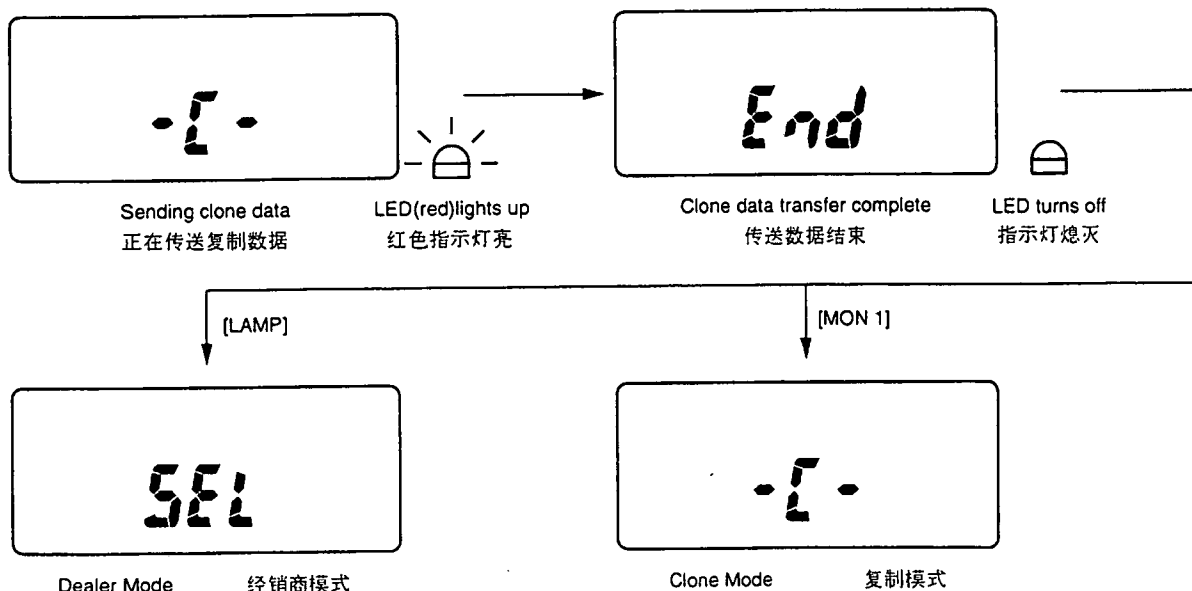 -C-
End
Sending clone data
LED(red)lights up
Clone data transfer complete
LED turns off
正在传送复制数据
红色指示灯亮
传送数据结束
指示灯熄灭
[LAMP]
[MON 1]
SEL
-C-
Dealer Mode
经销商模式
Clone Mode
复制模式